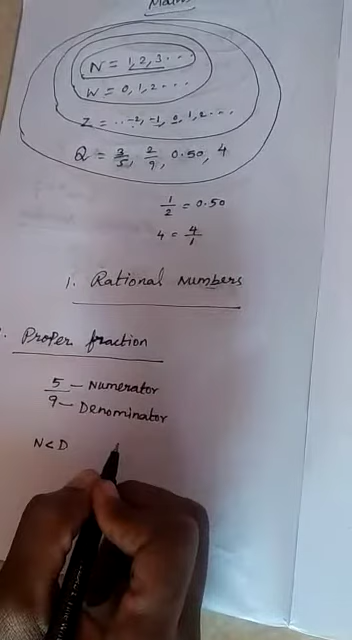 Maths
N = 1, 2, 3 ...
W = 0, 1, 2 ...
Z = ... -2, -1, 0, 1, 2 ...
Q = 3/5, 2/9, 0.50, 4
1/2 = 0.50
4 = 4/1
1. Rational Numbers
Proper fraction
5 — Numerator
9 — Denominator
N < D